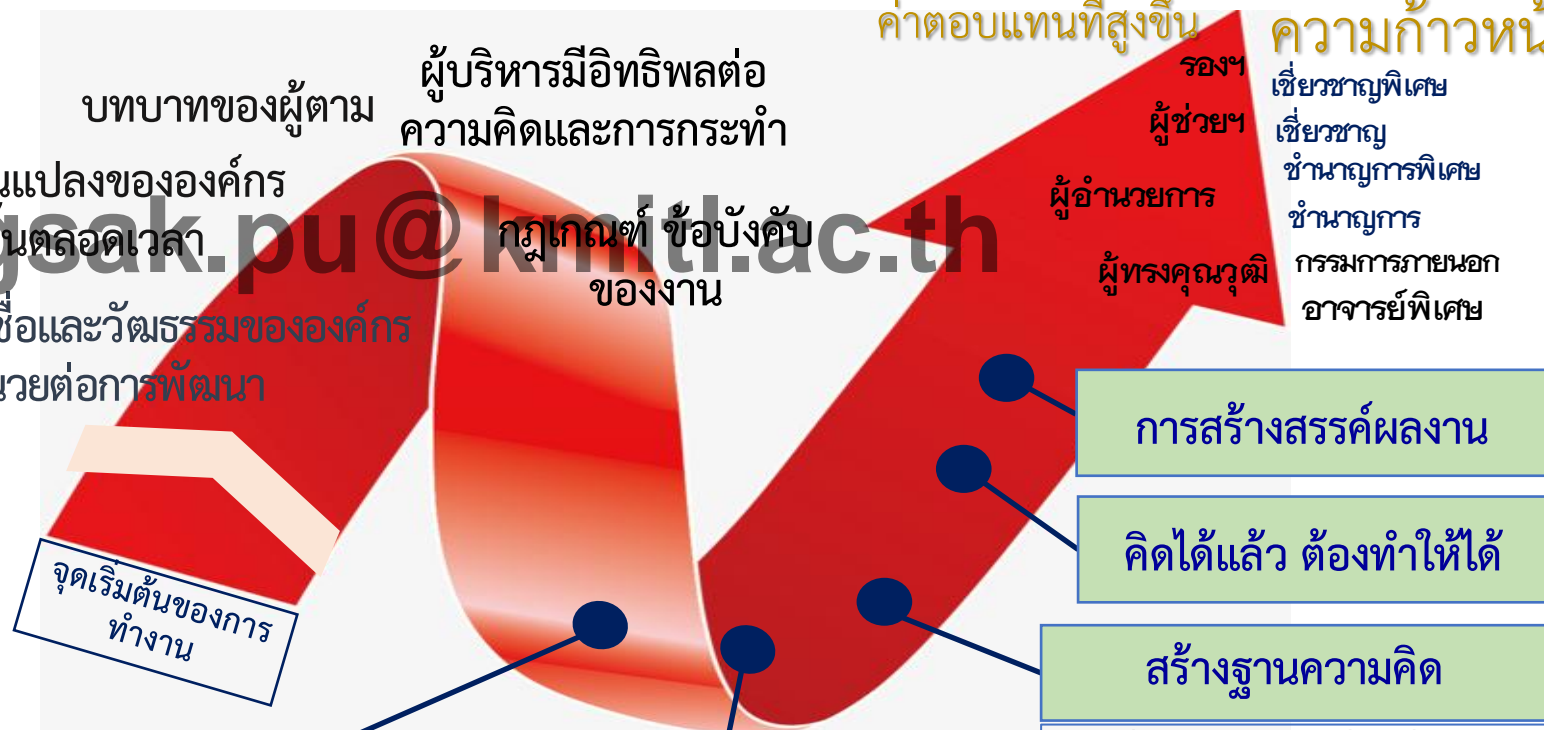 ค่าตอบแทนที่สูงขึ้น
ความก้าวหน้
รองฯ
ผู้ช่วยฯ
ผู้อำนวยการ
ผู้ทรงคุณวุฒิ
เชี่ยวชาญพิเศษ
เชี่ยวชาญ
ชำนาญการพิเศษ
ชำนาญการ
กรรมการภายนอก
อาจารย์พิเศษ
ผู้บริหารมีอิทธิพลต่อ
ความคิดและการกระทำ
บทบาทของผู้ตาม
นแปลงขององค์กร
นตลอดเวลา
gsak.pu@kmitl.ac.th
กฎเกณฑ์ ข้อบังคับ
ของงาน
ชื่อและวัฒธรรมขององค์กร
นวยต่อการพัฒนา
จุดเริ่มต้นของการ
ทำงาน
การสร้างสรรค์ผลงาน
คิดได้แล้ว ต้องทำให้ได้
สร้างฐานความคิด